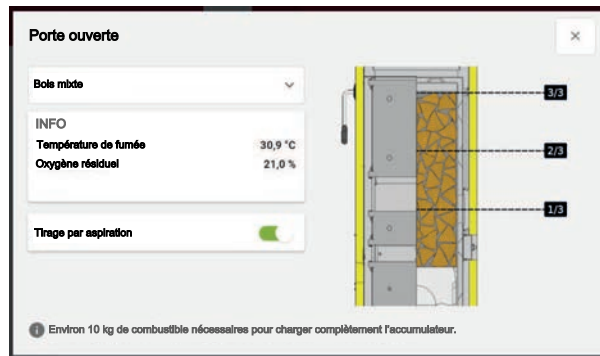 Porte ouverte
Bois mixte
INFO
Température de fumée 30,9 °C
Oxygène résiduel 21,0 %
Tirage par aspiration
3/3
2/3
1/3
Environ 10 kg de combustible nécessaires pour charger complètement l'accumulateur.